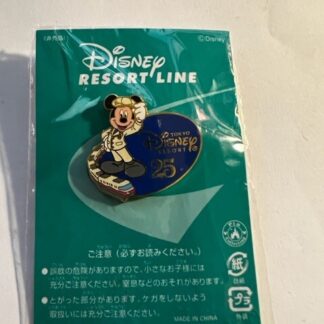 (非売品)
©Disney
Disney
RESORT LINE
TOKYO
Disney
RESORT
25
ご注意(必ずお読みください。)
●誤飲の危険がありますので、小さなお子様には
充分ご注意ください。窒息などのおそれがあります。
●とがった部分があります。ケガをしないよう
取扱いには充分ご注意ください。
MADE IN CHINA
紙
台紙
プラ
外袋